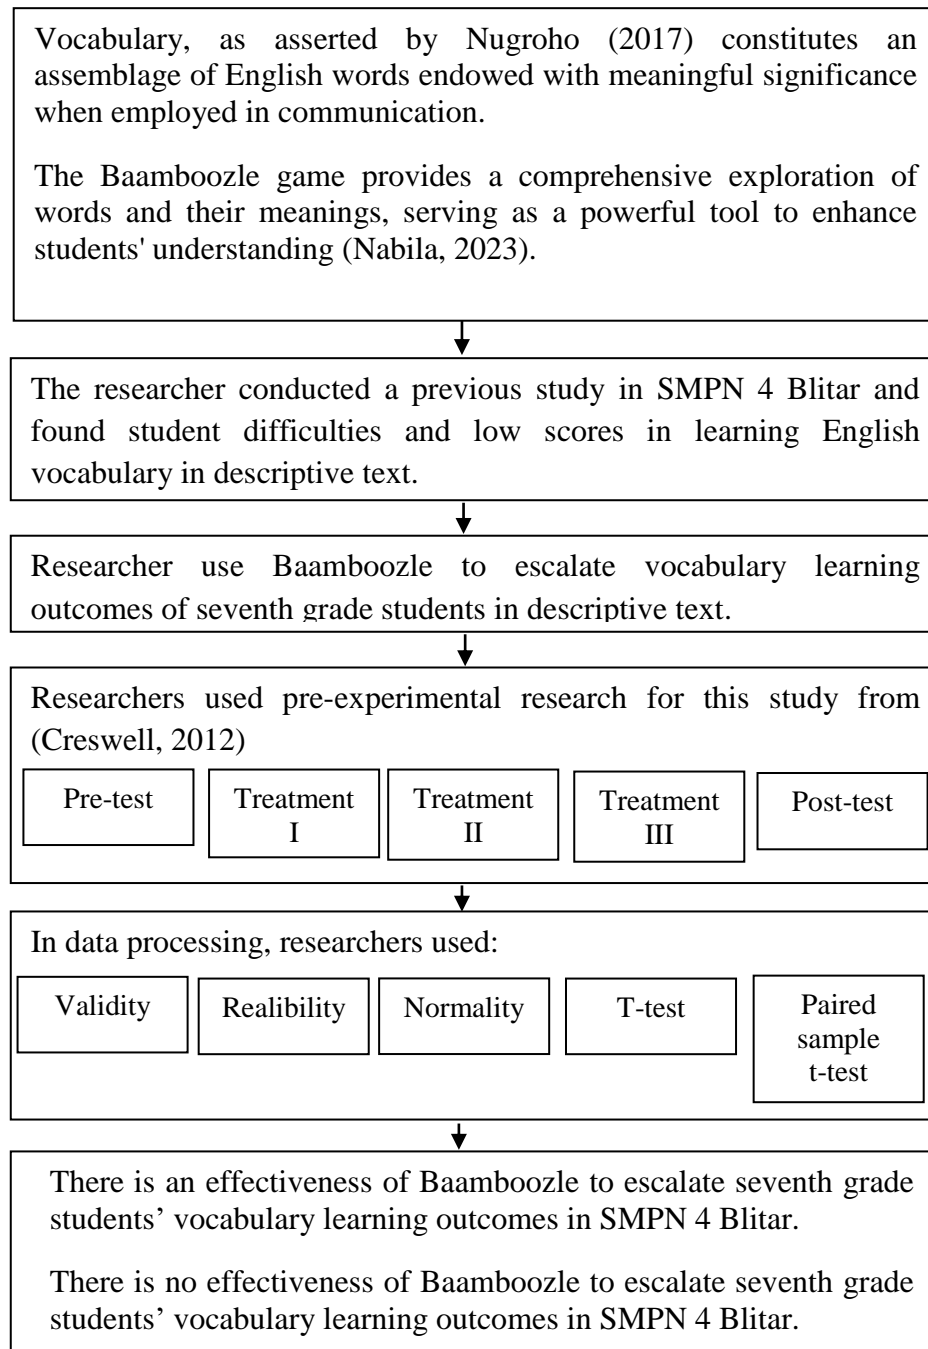 Vocabulary, as asserted by Nugroho (2017) constitutes an
assemblage of English words endowed with meaningful significance
when employed in communication.
The Baamboozle game provides a comprehensive exploration of
words and their meanings, serving as a powerful tool to enhance
students' understanding (Nabila, 2023).
The researcher conducted a previous study in SMPN 4 Blitar and
found student difficulties and low scores in learning English
vocabulary in descriptive text.
Researcher use Baamboozle to escalate vocabulary learning
outcomes of seventh grade students in descriptive text.
Researchers used pre-experimental research for this study from
(Creswell, 2012)
Pre-test
Treatment
I
Treatment
II
Treatment
III
Post-test
In data processing, researchers used:
Validity
Realibility
Normality
T-test
Paired
sample
t-test
There is an effectiveness of Baamboozle to escalate seventh grade
students’ vocabulary learning outcomes in SMPN 4 Blitar.
There is no effectiveness of Baamboozle to escalate seventh grade
students’ vocabulary learning outcomes in SMPN 4 Blitar.